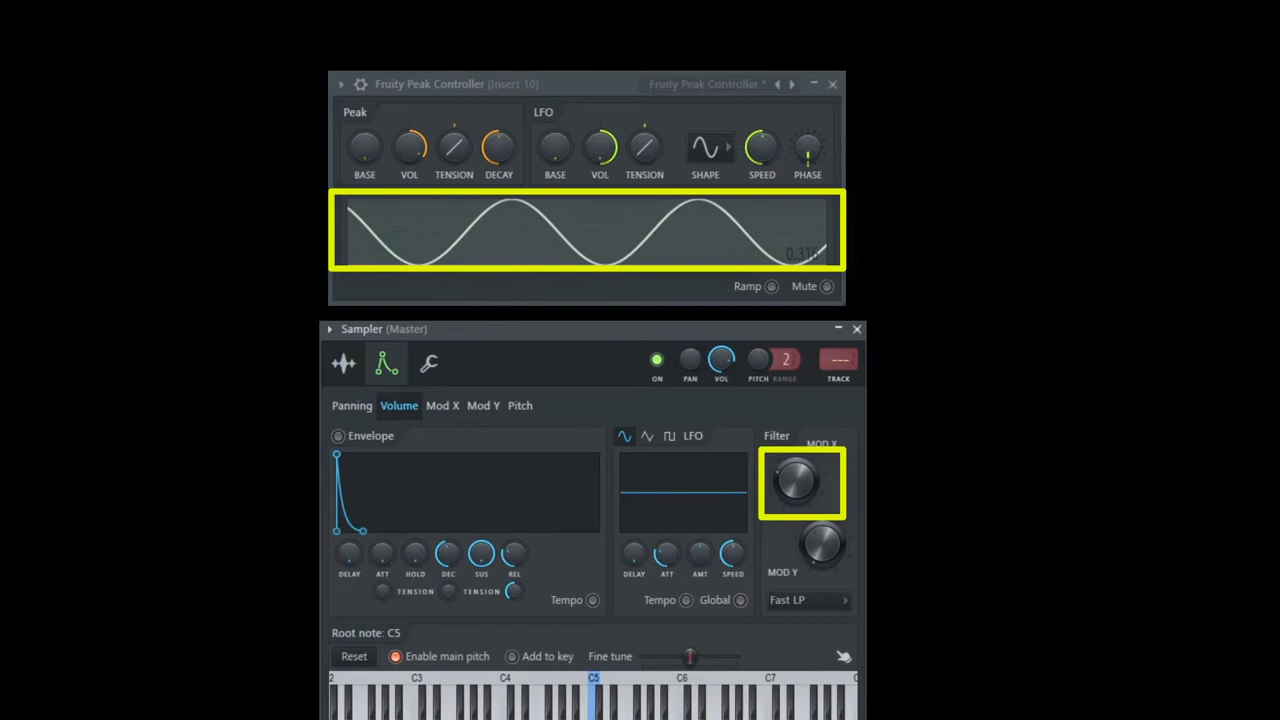 Fruity Peak Controller (Insert 10) Fruity Peak Controller *
Peak LFO
BASE VOL TENSION DECAY BASE VOL TENSION SHAPE SPEED PHASE
0.316
Ramp Mute
Sampler (Master)
2 ---
ON PAN VOL PITCH RANGE TRACK
Panning Volume Mod X Mod Y Pitch
Envelope LFO Filter
MOD X
DELAY ATT HOLD DEC SUS REL DELAY ATT AMT SPEED MOD Y
TENSION TENSION
Tempo Tempo Global Fast LP
Root note: C5
Reset Enable main pitch Add to key Fine tune
2 C3 C4 C5 C6 C7 C